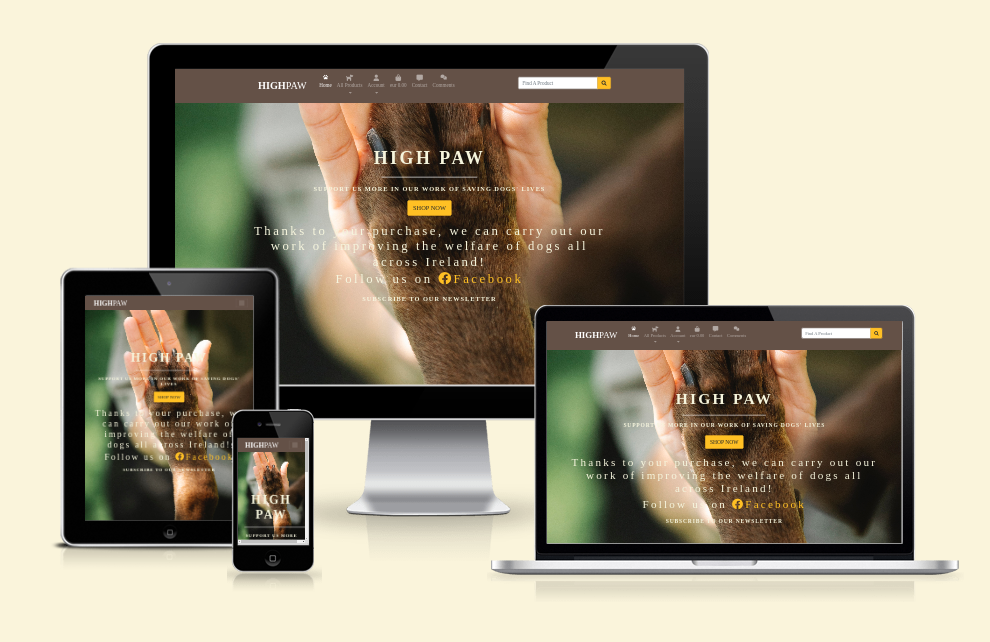 HIGHPAW
Home All Products Account eur 0.00 Contact Comments
Find A Product
HIGH PAW
SUPPORT US MORE IN OUR WORK OF SAVING DOGS' LIVES
SHOP NOW
Thanks to your purchase, we can carry out our
work of improving the welfare of dogs all
across Ireland!
Follow us on Facebook
SUBSCRIBE TO OUR NEWSLETTER
HIGHPAW
HIGH PAW
SUPPORT US MORE IN OUR WORK OF SAVING DOGS'
LIVES
SHOP NOW
Thanks to your purchase, we
can carry out our work of
improving the welfare of
dogs all across Ireland!
Follow us on Facebook
SUBSCRIBE TO OUR NEWSLETTER
HIGHPAW
HIGH
PAW
SUPPORT US MORE
HIGHPAW
Home All Products Account eur 0.00 Contact Comments
Find A Product
HIGH PAW
SUPPORT US MORE IN OUR WORK OF SAVING DOGS' LIVES
SHOP NOW
Thanks to your purchase, we can carry out our
work of improving the welfare of dogs all
across Ireland!
Follow us on Facebook
SUBSCRIBE TO OUR NEWSLETTER